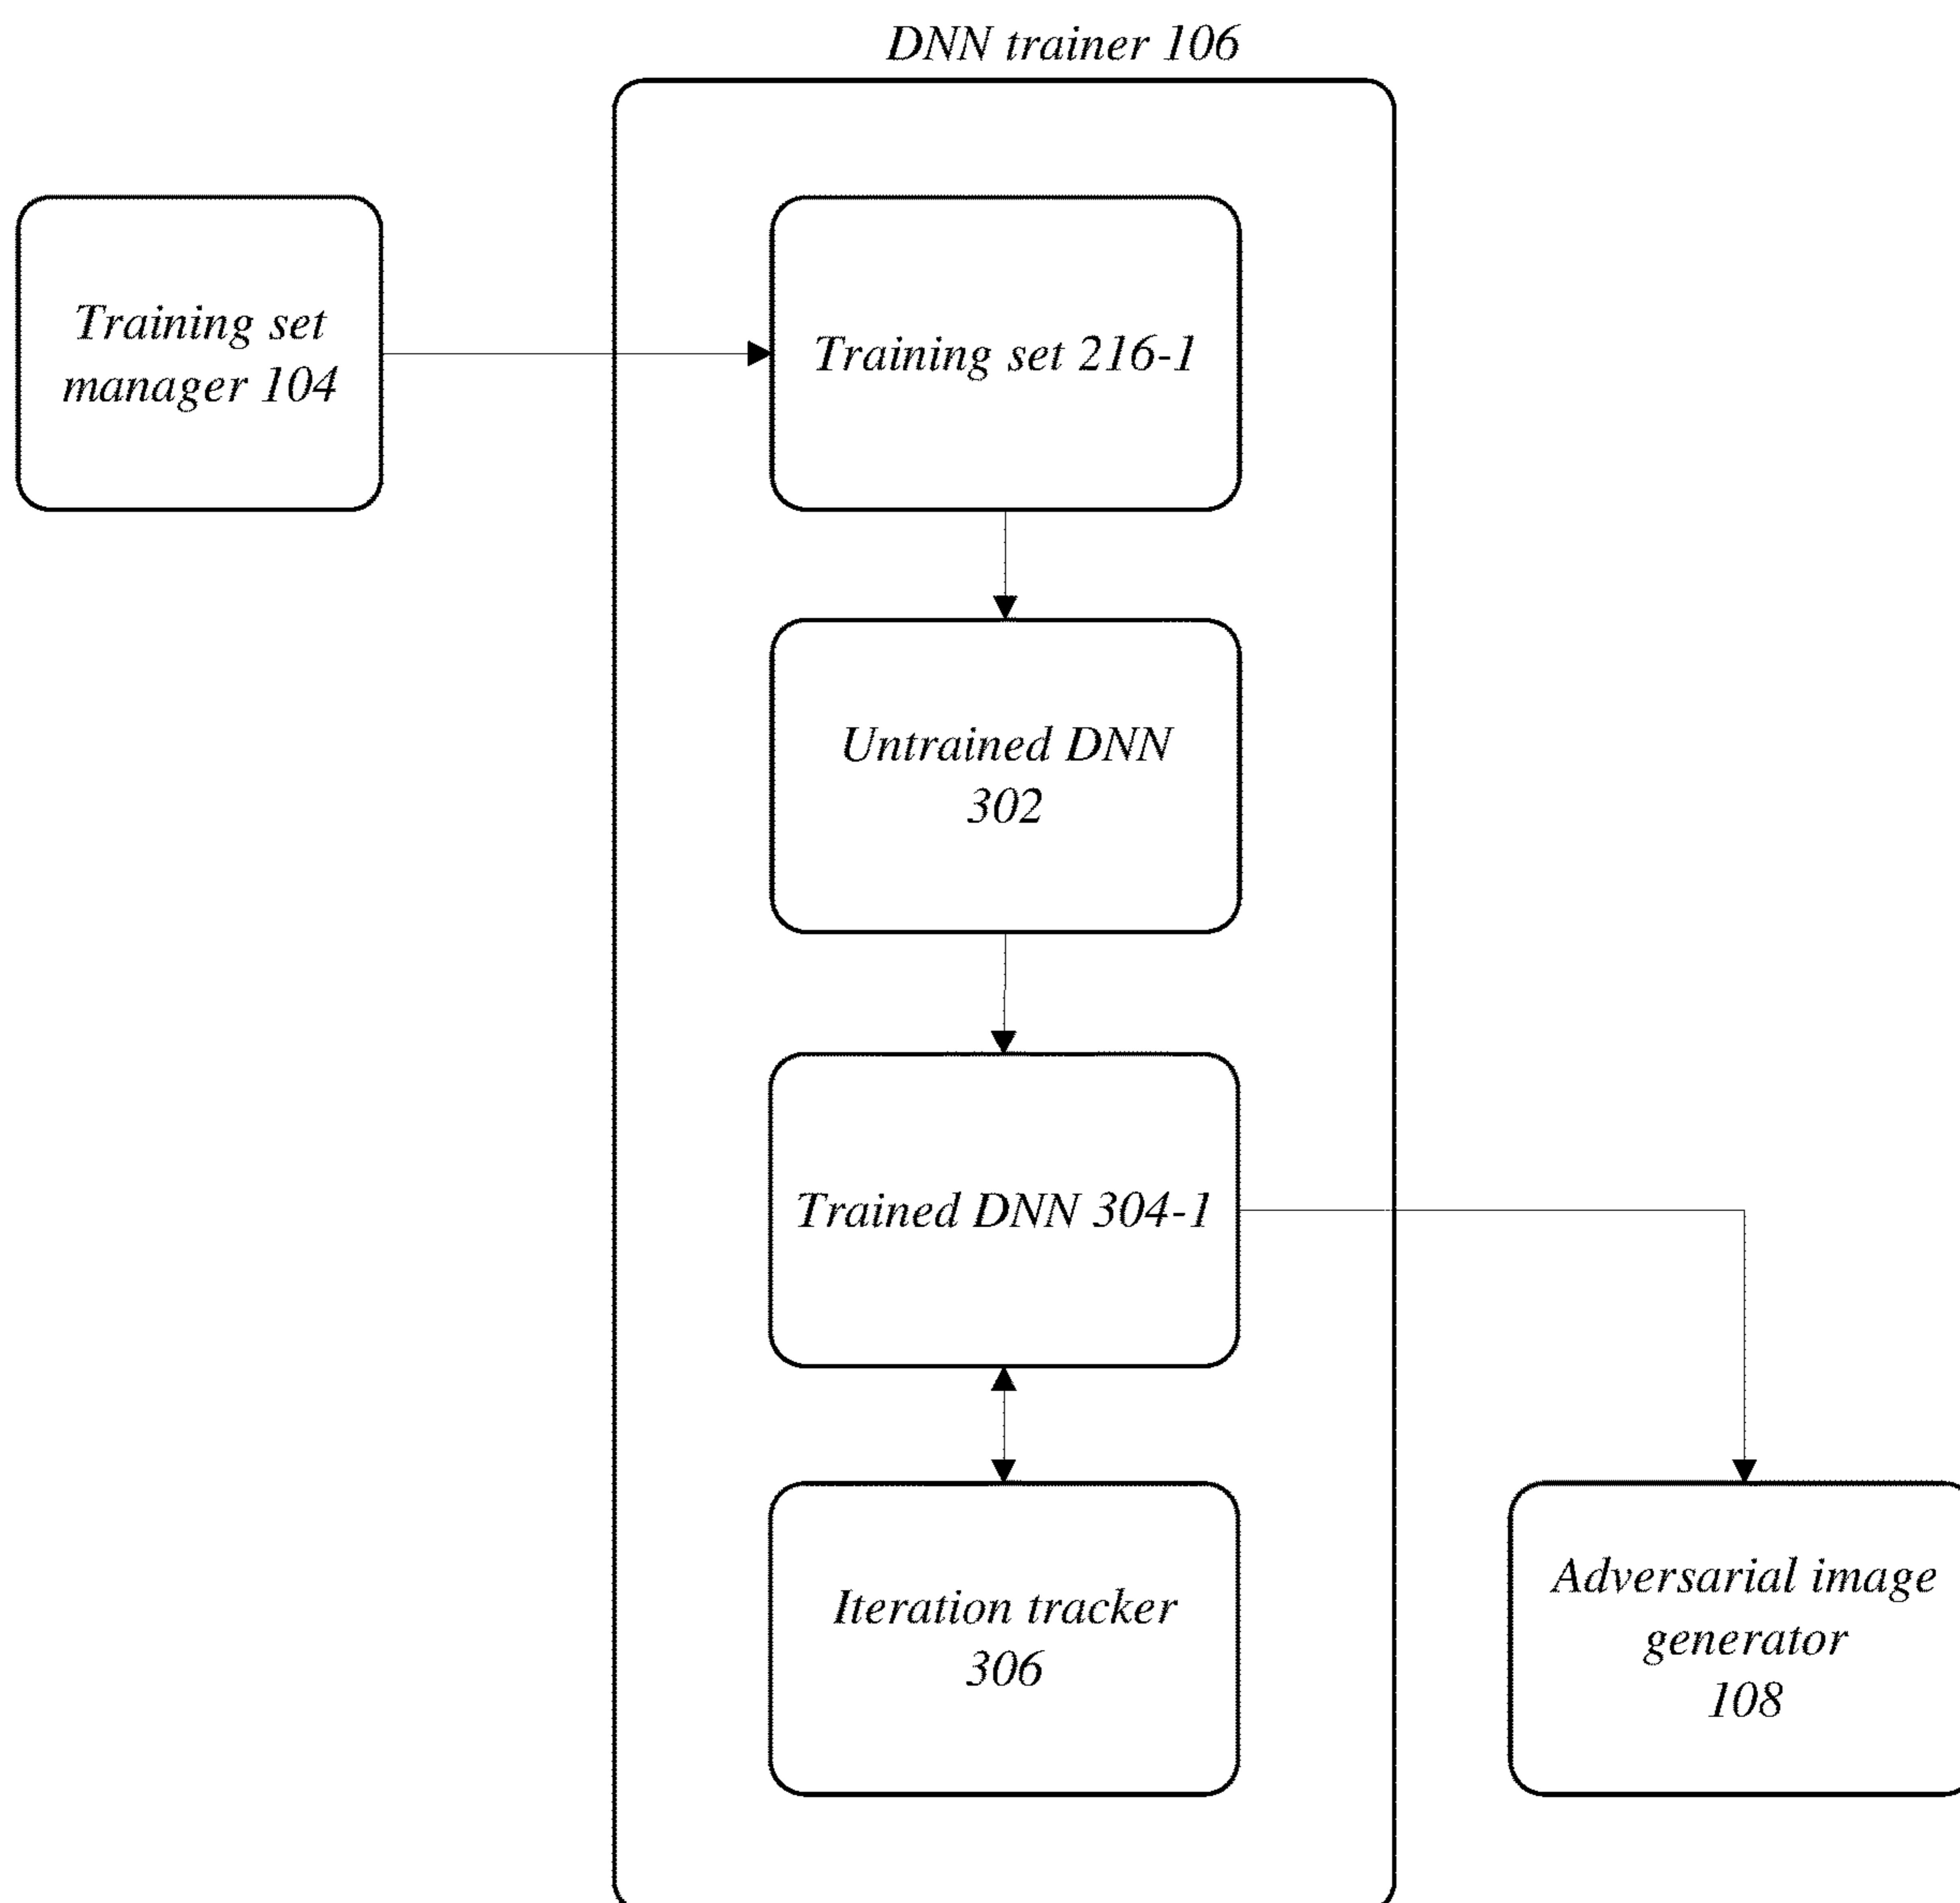 DNN trainer 106
Training set
manager 104
Training set 216-1
Untrained DNN
302
Trained DNN 304-1
Iteration tracker
306
Adversarial image
generator
108